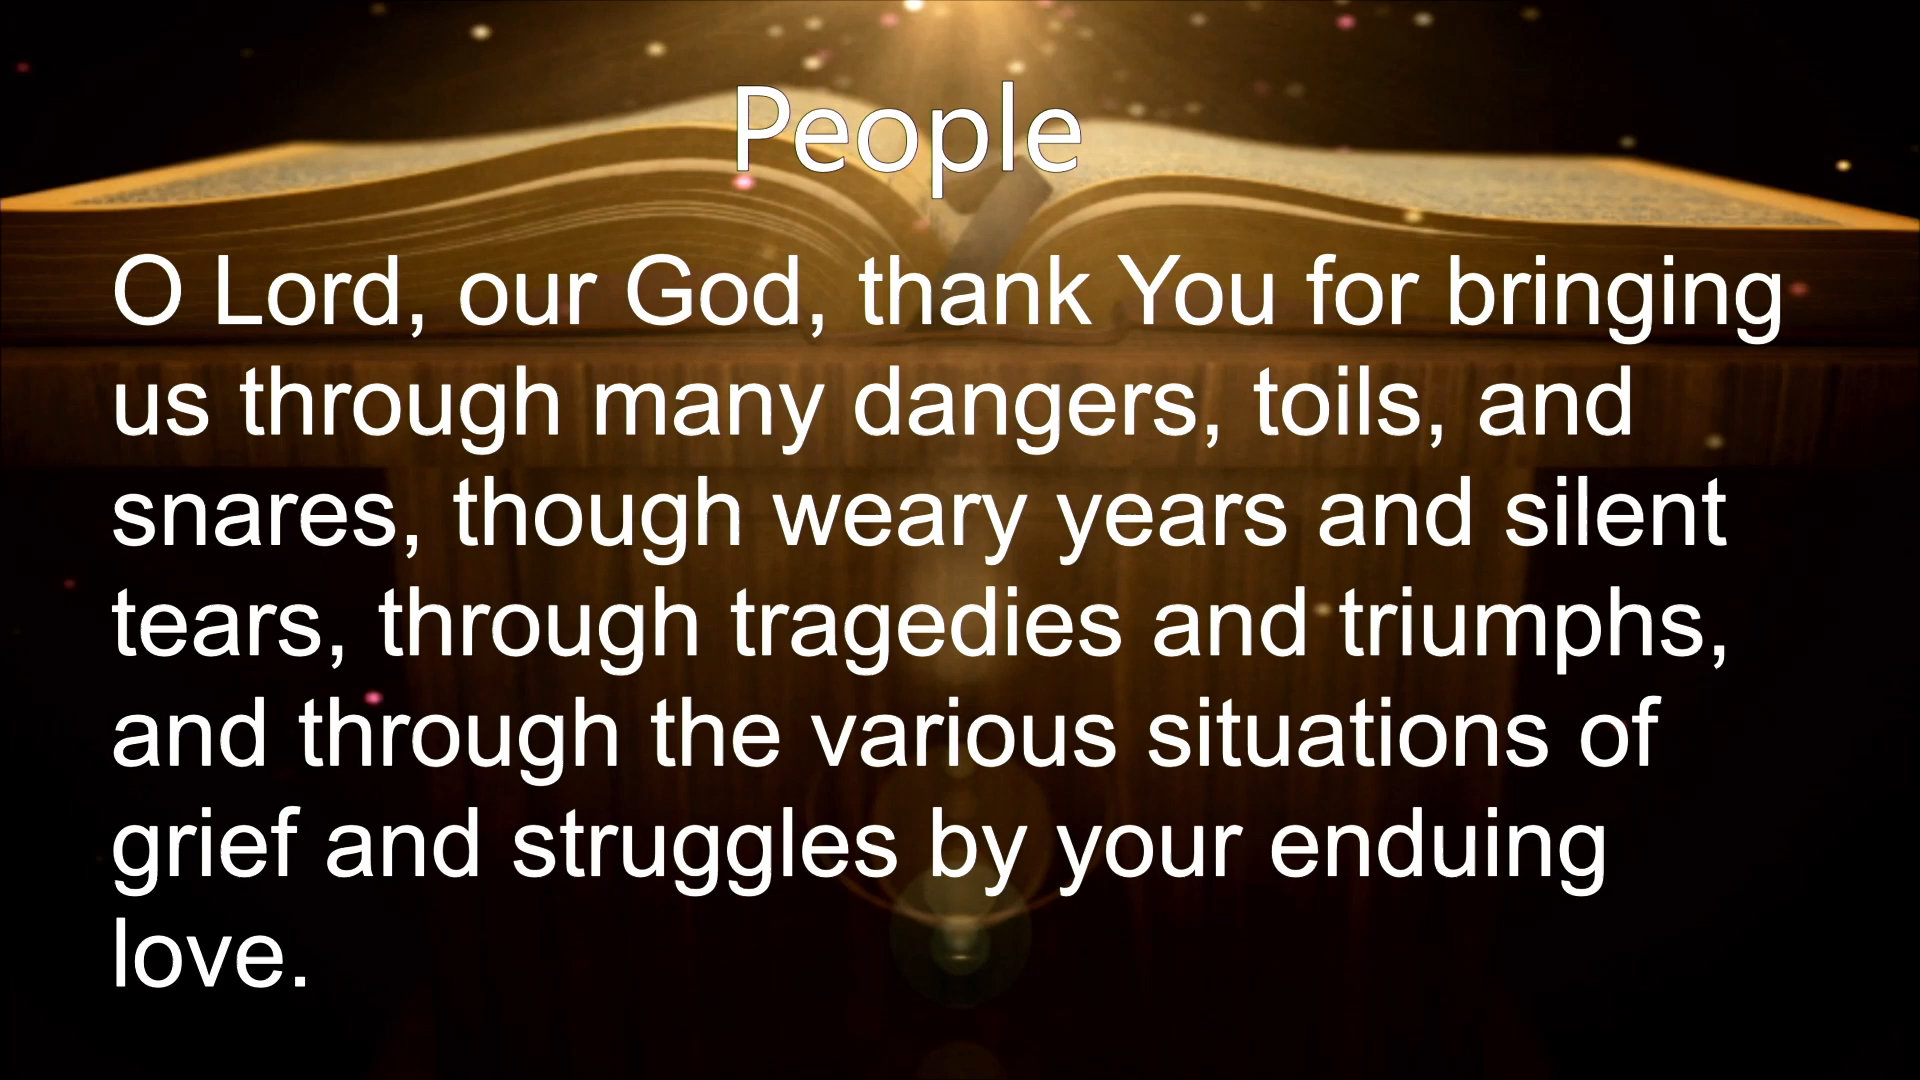 People
O Lord, our God, thank You for bringing
us through many dangers, toils, and
snares, though weary years and silent
tears, through tragedies and triumphs,
and through the various situations of
grief and struggles by your enduing
love.